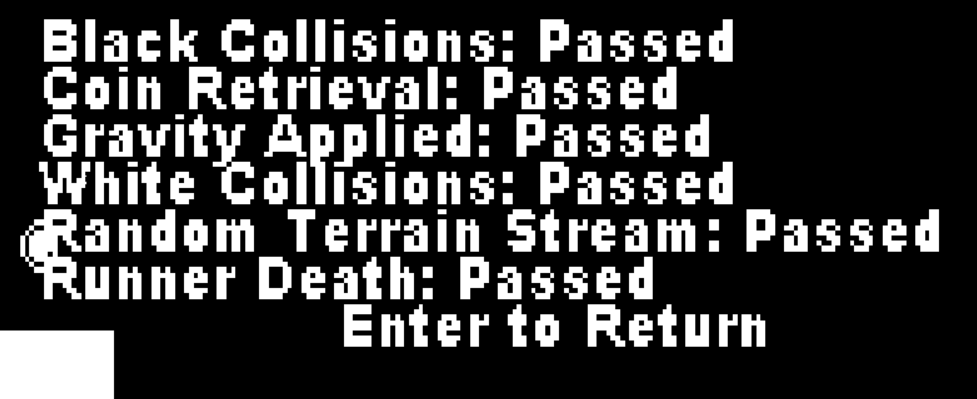 Black Collisions: Passed
Coin Retrieval: Passed
Gravity Applied: Passed
White Collisions: Passed
Random Terrain Stream: Passed
Runner Death: Passed
Enter to Return